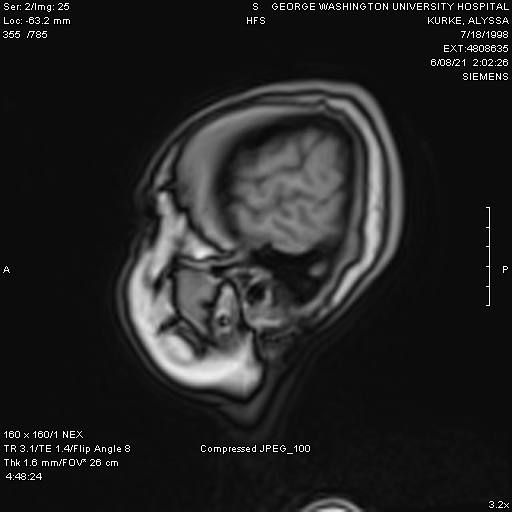 Ser: 2/Img: 25
Loc: -63.2 mm
355 /785
S
HFS
GEORGE WASHINGTON UNIVERSITY HOSPITAL
KURKE, ALYSSA
7/18/1998
EXT:4808635
6/08/21 2:02:26
SIEMENS
A
P
160 x 160/1 NEX
TR 3.1/TE 1.4/Flip Angle 8
Thk 1.6 mm/FOV* 26 cm
4:48:24
Compressed JPEG_100
3.2x